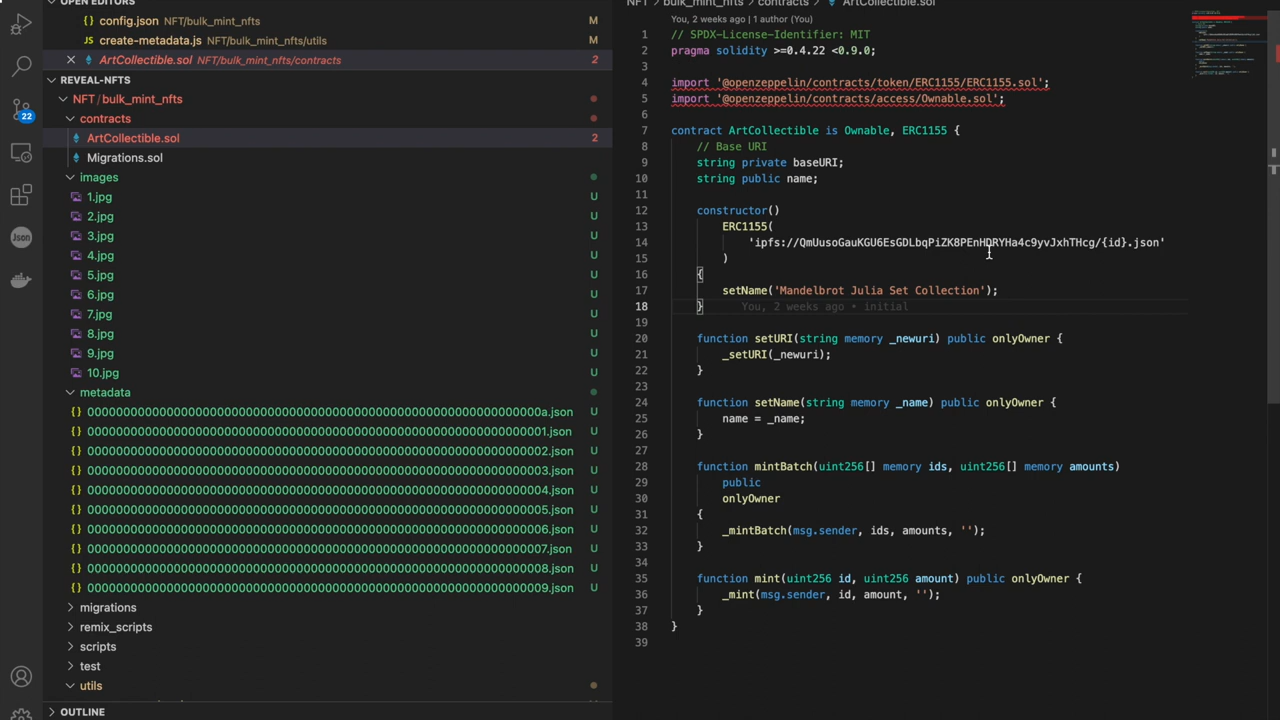 OPEN EDITORS
config.json NFT/bulk_mint_nfts M
create-metadata.js NFT/bulk_mint_nfts/utils M
ArtCollectible.sol NFT/bulk_mint_nfts/contracts 2
REVEAL-NFTS
NFT / bulk_mint_nfts
contracts
ArtCollectible.sol 2
Migrations.sol
images
1.jpg U
2.jpg U
3.jpg U
4.jpg U
5.jpg U
6.jpg U
7.jpg U
8.jpg U
9.jpg U
10.jpg U
metadata
{} 000000000000000000000000000000000000000000000000000000000000000a.json U
{} 0000000000000000000000000000000000000000000000000000000000000001.json U
{} 0000000000000000000000000000000000000000000000000000000000000002.json U
{} 0000000000000000000000000000000000000000000000000000000000000003.json U
{} 0000000000000000000000000000000000000000000000000000000000000004.json U
{} 0000000000000000000000000000000000000000000000000000000000000005.json U
{} 0000000000000000000000000000000000000000000000000000000000000006.json U
{} 0000000000000000000000000000000000000000000000000000000000000007.json U
{} 0000000000000000000000000000000000000000000000000000000000000008.json U
{} 0000000000000000000000000000000000000000000000000000000000000009.json U
migrations
remix_scripts
scripts
test
utils
OUTLINE
22
Json
NFT > bulk_mint_nfts > contracts > ArtCollectible.sol
You, 2 weeks ago | 1 author (You)
1 // SPDX-License-Identifier: MIT
2 pragma solidity >=0.4.22 <0.9.0;
3
4 import '@openzeppelin/contracts/token/ERC1155/ERC1155.sol';
5 import '@openzeppelin/contracts/access/Ownable.sol';
6
7 contract ArtCollectible is Ownable, ERC1155 {
8 // Base URI
9 string private baseURI;
10 string public name;
11
12 constructor()
13 ERC1155(
14 'ipfs://QmUusoGauKGU6EsGDLbqPiZK8PEnHDRYHa4c9yvJxhTHcg/{id}.json'
15 )
16 {
17 setName('Mandelbrot Julia Set Collection');
18 } You, 2 weeks ago • initial
19
20 function setURI(string memory _newuri) public onlyOwner {
21 _setURI(_newuri);
22 }
23
24 function setName(string memory _name) public onlyOwner {
25 name = _name;
26 }
27
28 function mintBatch(uint256[] memory ids, uint256[] memory amounts)
29 public
30 onlyOwner
31 {
32 _mintBatch(msg.sender, ids, amounts, '');
33 }
34
35 function mint(uint256 id, uint256 amount) public onlyOwner {
36 _mint(msg.sender, id, amount, '');
37 }
38 }
39